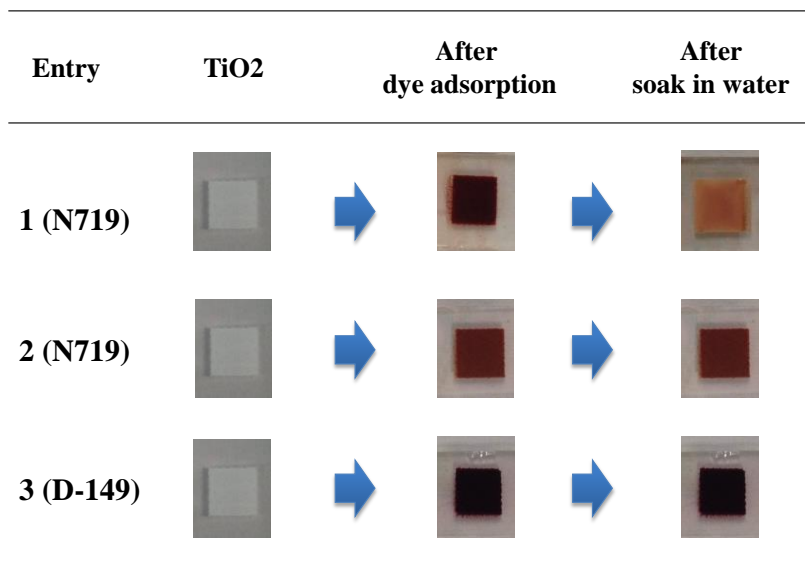 Entry
TiO2
After
dye adsorption
After
soak in water
1 (N719)
2 (N719)
3 (D-149)